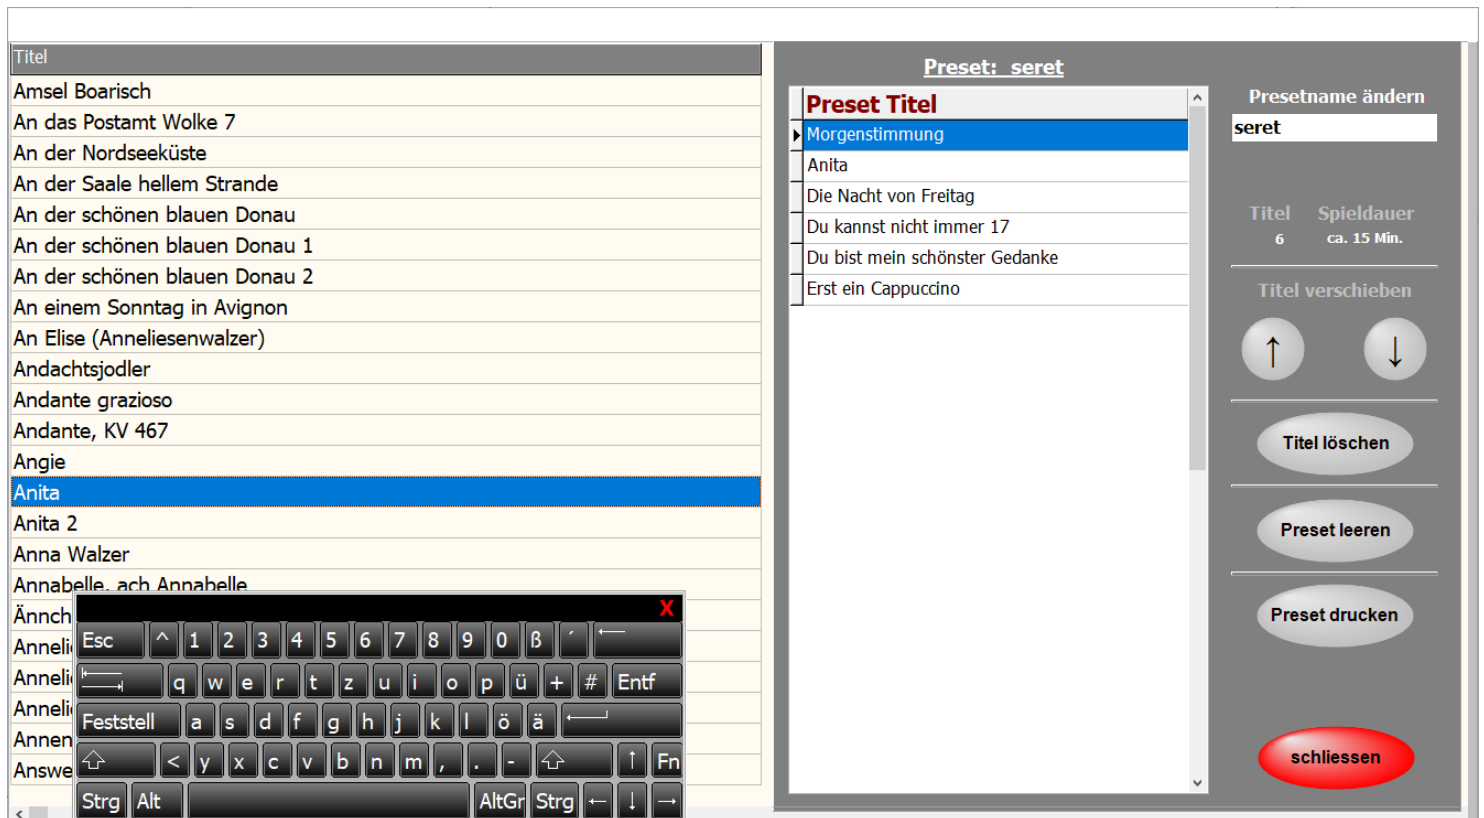 Titel
Amsel Boarisch
An das Postamt Wolke 7
An der Nordseeküste
An der Saale hellem Strande
An der schönen blauen Donau
An der schönen blauen Donau 1
An der schönen blauen Donau 2
An einem Sonntag in Avignon
An Elise (Anneliesenwalzer)
Andachtsjodler
Andante grazioso
Andante, KV 467
Angie
Anita
Anita 2
Anna Walzer
Annabelle, ach Annabelle
Ännch
Anneli
Anneli
Anneli
Annen
Answe
X
Esc ^ 1 2 3 4 5 6 7 8 9 0 ß ´ ←
q w e r t z u i o p ü + # Entf
Feststell a s d f g h j k l ö ä
< y x c v b n m , . - ↑ Fn
Strg Alt AltGr Strg ← ↓ →
Preset: seret
Preset Titel
Morgenstimmung
Anita
Die Nacht von Freitag
Du kannst nicht immer 17
Du bist mein schönster Gedanke
Erst ein Cappuccino
Presetname ändern
seret
Titel Spieldauer
6 ca. 15 Min.
Titel verschieben
↑ ↓
Titel löschen
Preset leeren
Preset drucken
schliessen